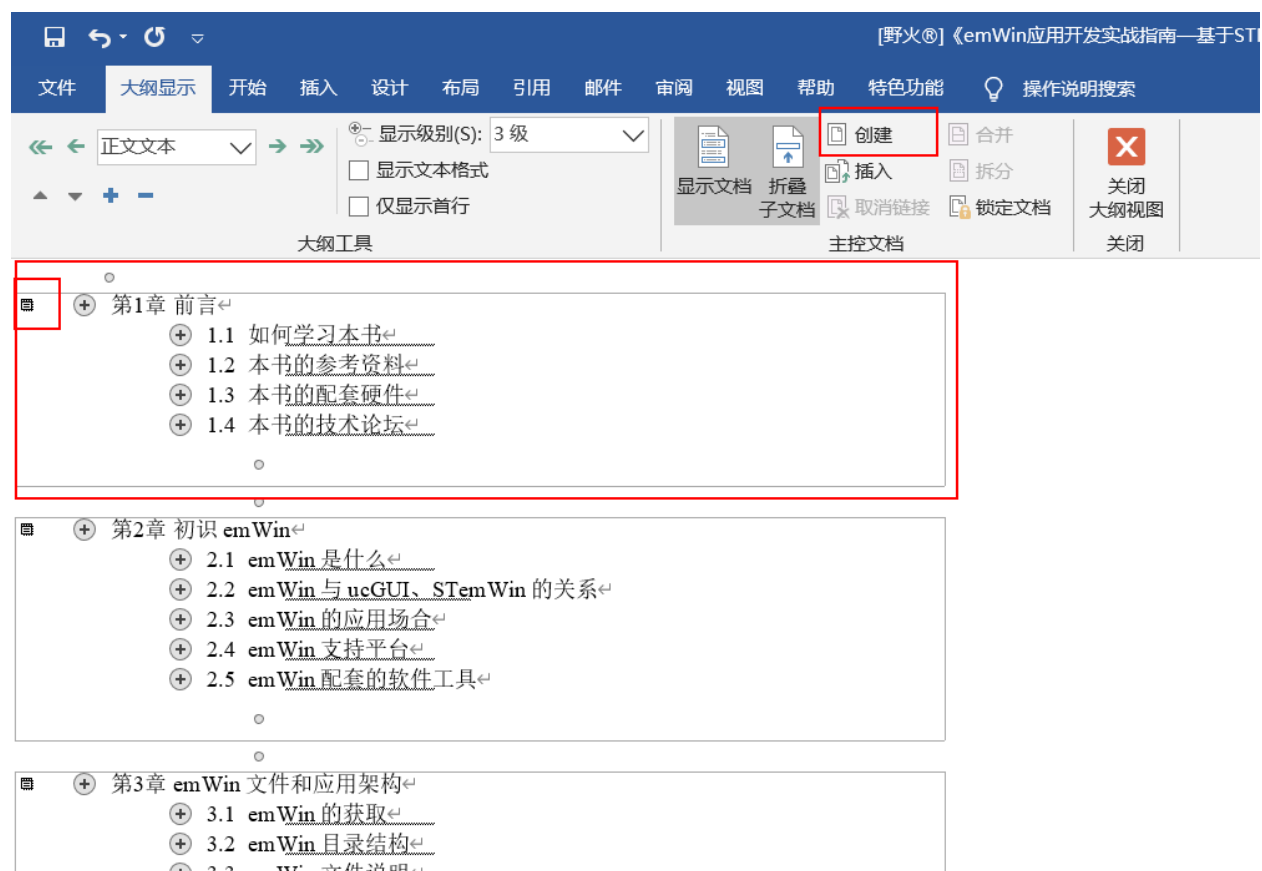 [野火®]《emWin应用开发实战指南—基于STI
文件 大纲显示 开始 插入 设计 布局 引用 邮件 审阅 视图 帮助 特色功能 操作说明搜索
正文文本
显示级别(S): 3 级
显示文本格式
仅显示首行
大纲工具
显示文档
折叠
子文档
创建
插入
取消链接
合并
拆分
锁定文档
主控文档
关闭
大纲视图
关闭
第1章 前言
1.1 如何学习本书
1.2 本书的参考资料
1.3 本书的配套硬件
1.4 本书的技术论坛
第2章 初识 emWin
2.1 emWin 是什么
2.2 emWin 与 ucGUI、STemWin 的关系
2.3 emWin 的应用场合
2.4 emWin 支持平台
2.5 emWin 配套的软件工具
第3章 emWin 文件和应用架构
3.1 emWin 的获取
3.2 emWin 目录结构
3.3 emWin 文件说明